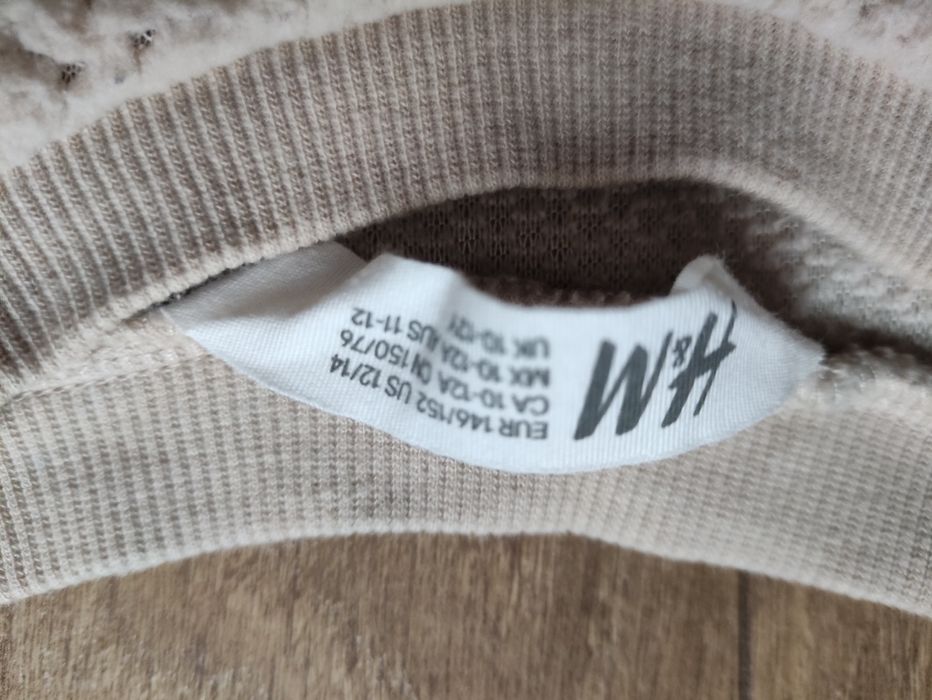 H&M
EUR 146/152 US 12/14
CA 10-12A CN 150/76
MX 10-12A AUS 11-12
UK 10-12Y